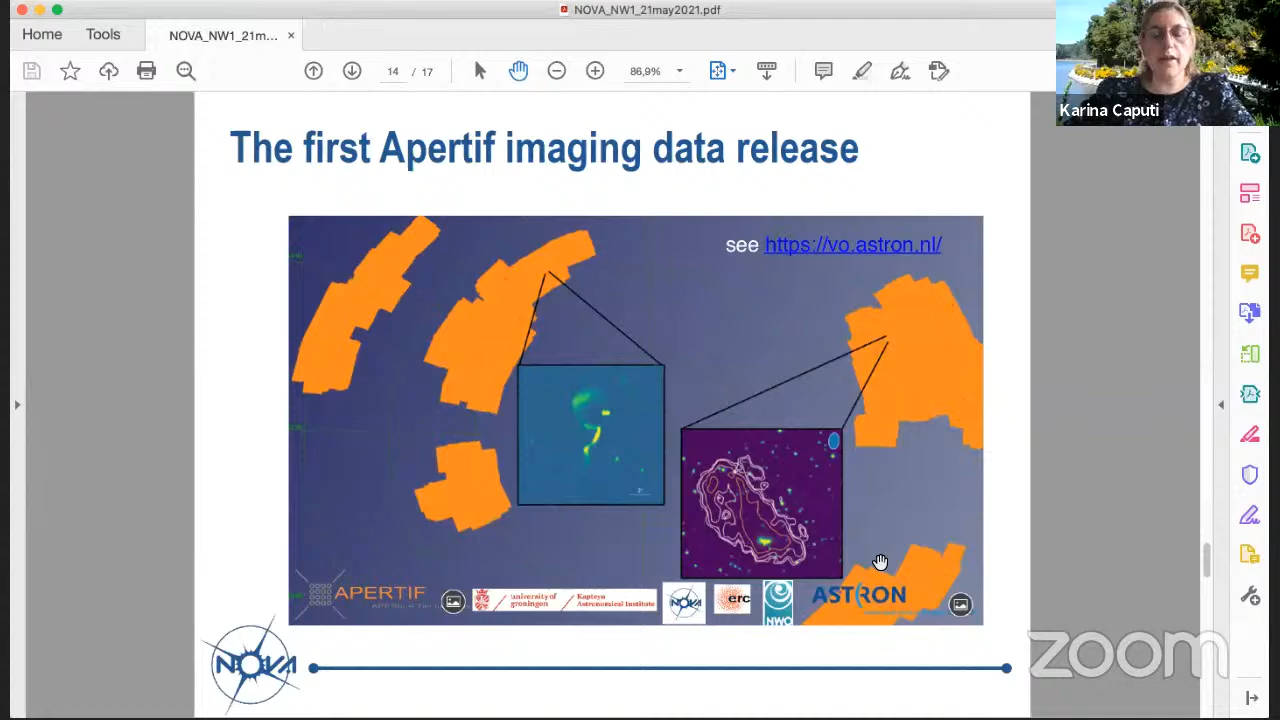 NOVA_NW1_21may2021.pdf
Home
Tools
NOVA_NW1_21m...
×
14 / 17
86,9%
Karina Caputi
The first Apertif imaging data release
see https://vo.astron.nl/
APERTIF
university of groningen
Kapteyn Astronomical Institute
NOVA
erc
NWO
ASTRON
NOVA
zoom